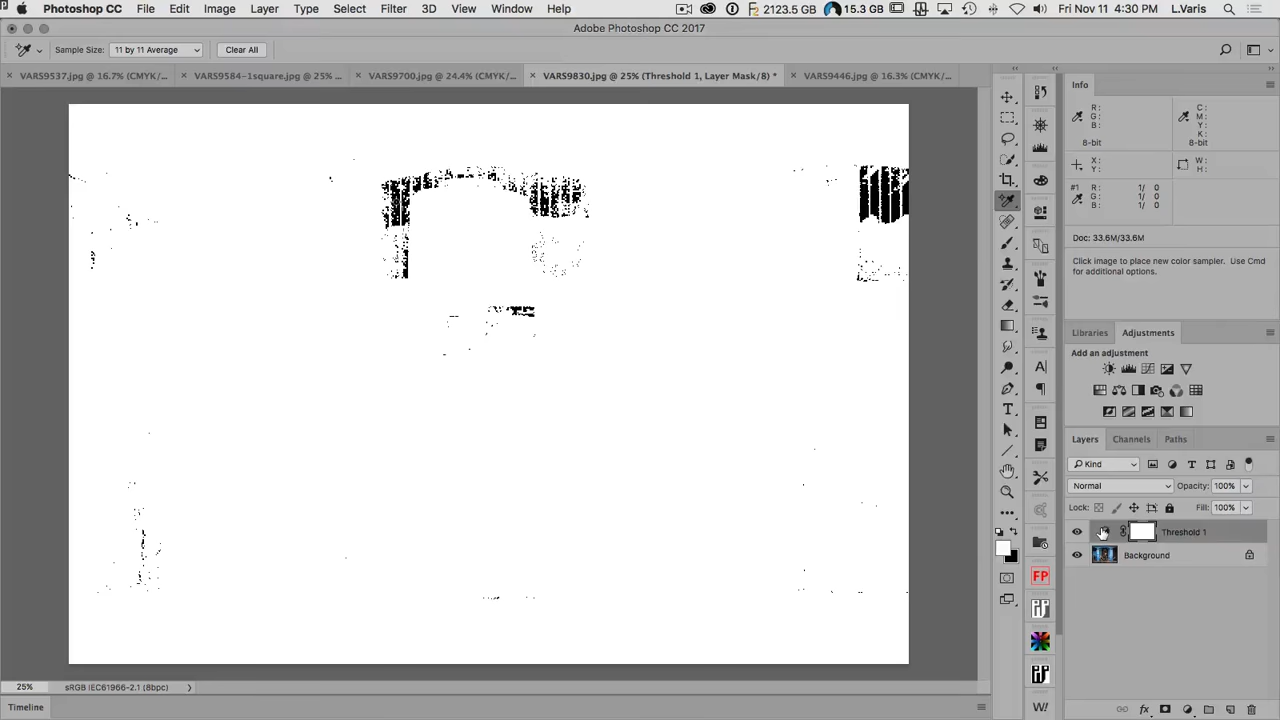 Photoshop CC File Edit Image Layer Type Select Filter 3D View Window Help 2123.5 GB 15.3 GB Fri Nov 11 4:30 PM L.Varis
Adobe Photoshop CC 2017
Sample Size: 11 by 11 Average Clear All
× VARS9537.jpg @ 16.7% (CMYK/... × VARS9584-1square.jpg @ 25% ... × VARS9700.jpg @ 24.4% (CMYK/... × VARS9830.jpg @ 25% (Threshold 1, Layer Mask/8) * × VARS9446.jpg @ 16.3% (CMYK/...
Info
R: C:
G: M:
B: Y:
K:
8-bit 8-bit
X: W:
Y: H:
#1 R: 1/ 0
G: 1/ 0
B: 1/ 0
Doc: 33.6M/33.6M
Click image to place new color sampler. Use Cmd
for additional options.
Libraries Adjustments
Add an adjustment
Layers Channels Paths
Kind
Normal Opacity: 100%
Lock: Fill: 100%
Threshold 1
Background
FP
W!
25% sRGB IEC61966-2.1 (8bpc)
Timeline